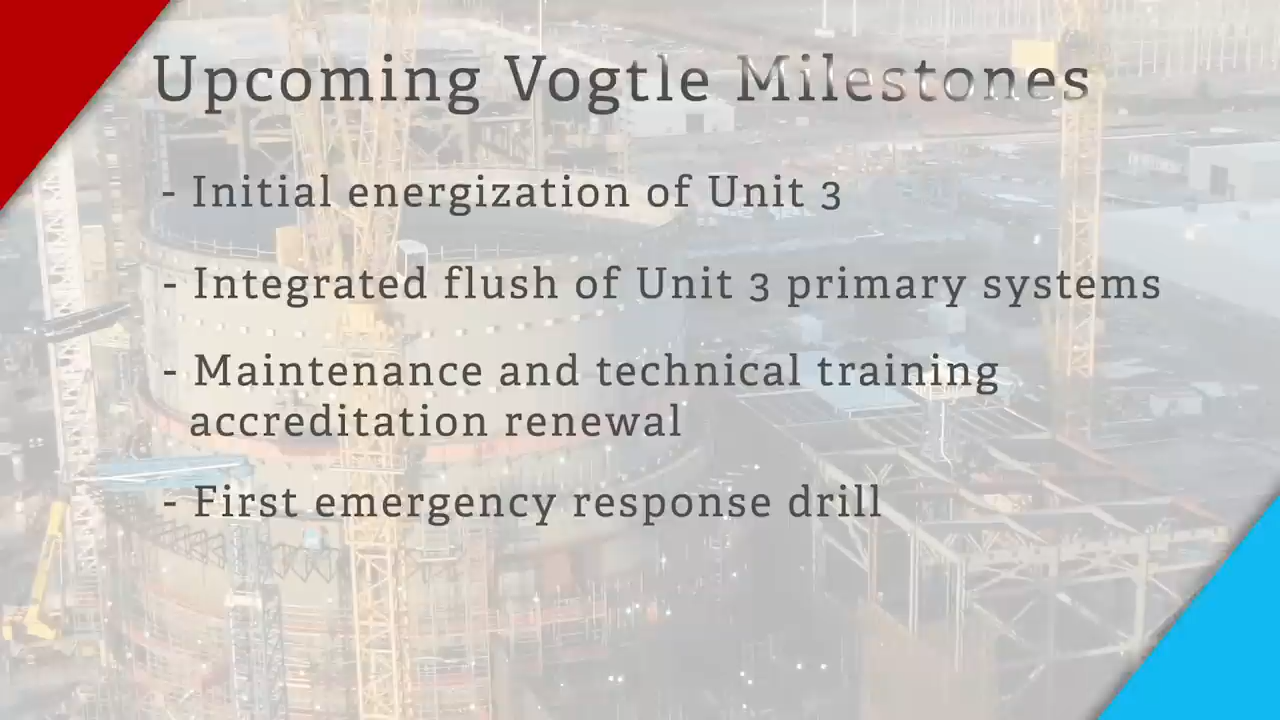 Upcoming Vogtle Milestones
- Initial energization of Unit 3
- Integrated flush of Unit 3 primary systems
- Maintenance and technical training
accreditation renewal
- First emergency response drill